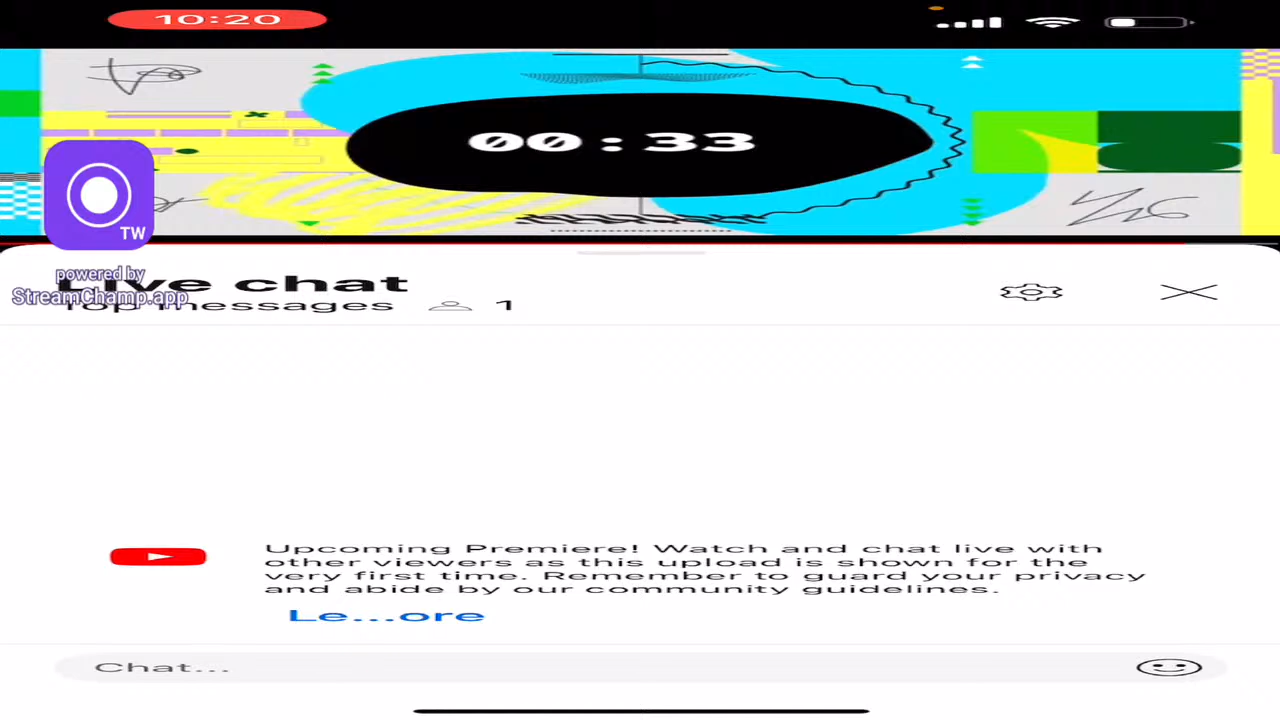 10:20
00:33
TW
powered by
StreamChamp.app
Live chat
Top messages 1
Upcoming Premiere! Watch and chat live with
other viewers as this upload is shown for the
very first time. Remember to guard your privacy
and abide by our community guidelines.
Le...ore
Chat...